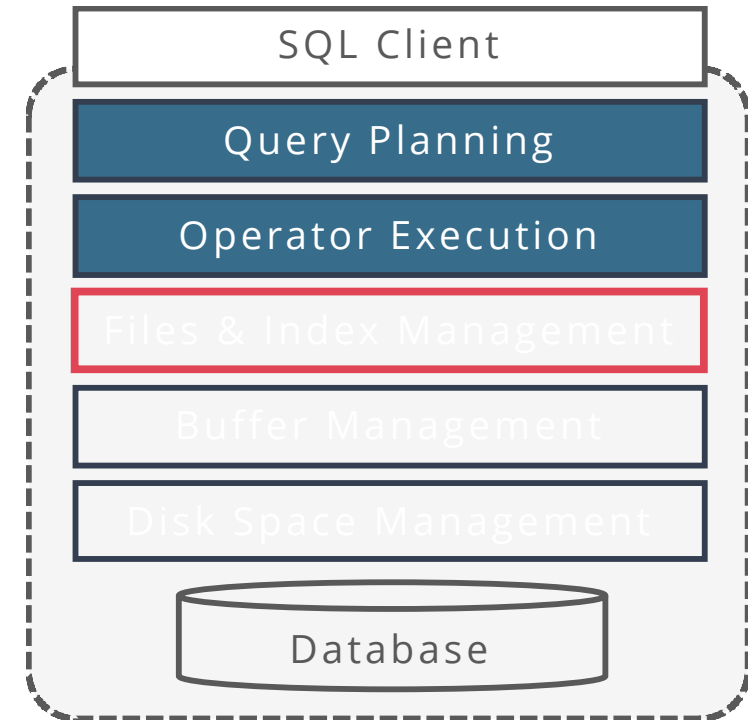 SQL Client
Query Planning
Operator Execution
Files & Index Management
Buffer Management
Disk Space Management
Database